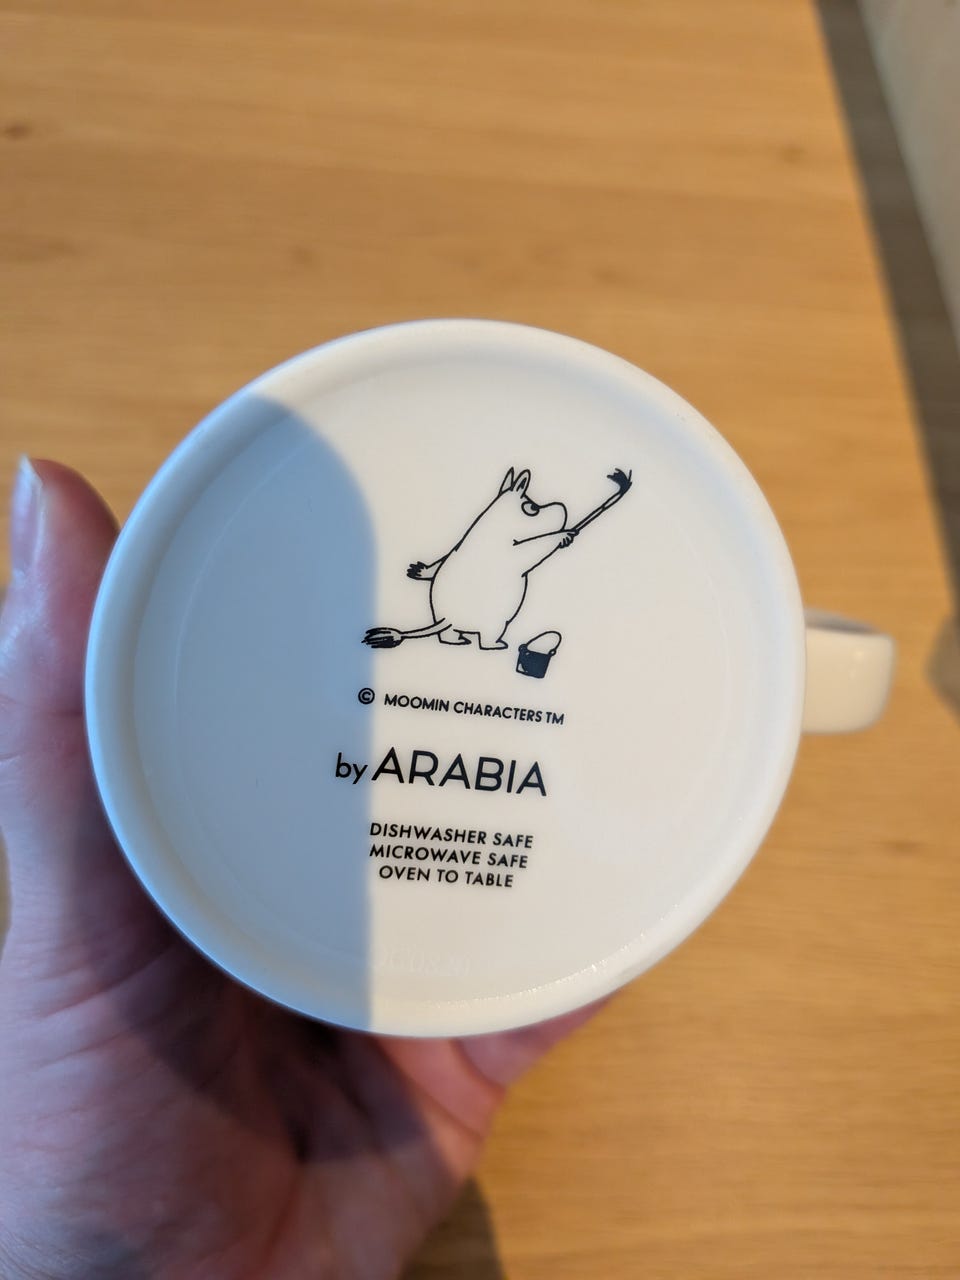 © MOOMIN CHARACTERS TM
by ARABIA
DISHWASHER SAFE
MICROWAVE SAFE
OVEN TO TABLE